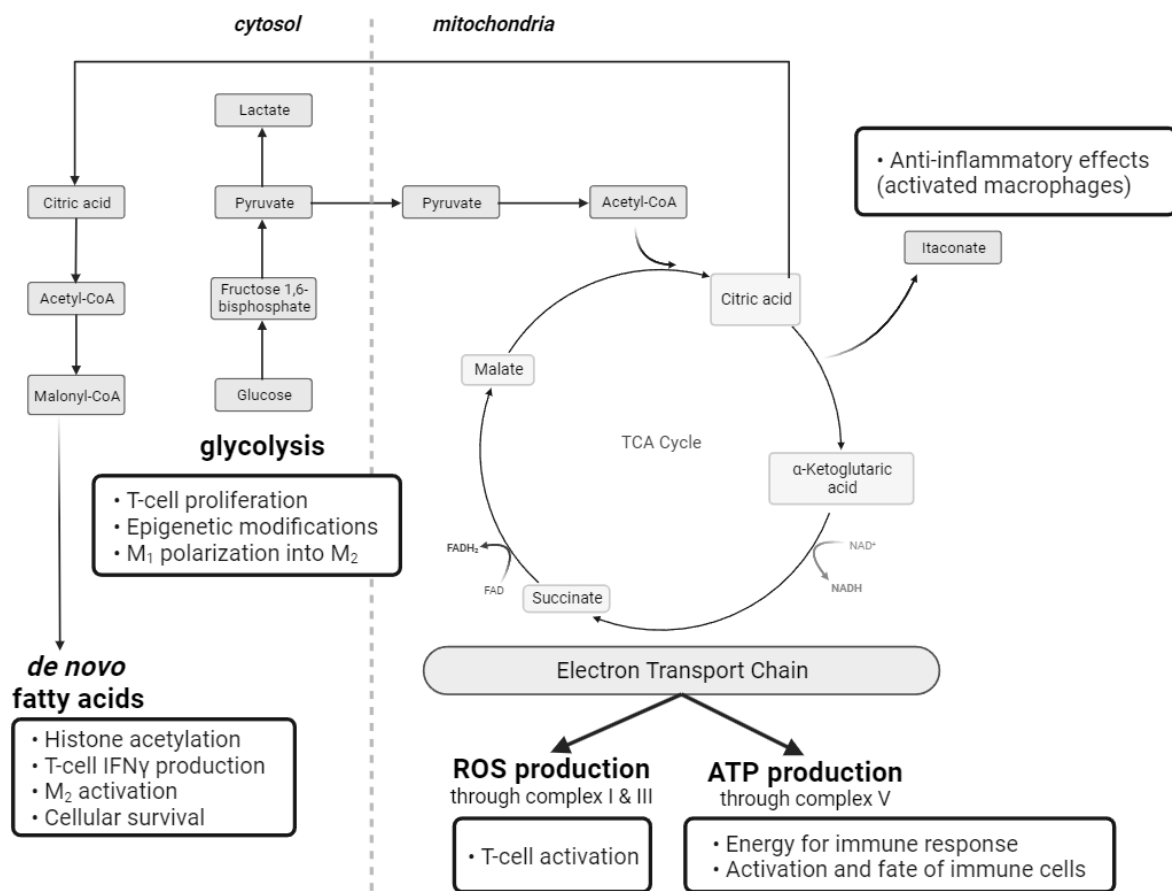 cytosol
mitochondria
Lactate
Citric acid
Pyruvate
Pyruvate
Acetyl-CoA
• Anti-inflammatory effects
(activated macrophages)
Itaconate
Acetyl-CoA
Fructose 1,6-
bisphosphate
Citric acid
Malonyl-CoA
Glucose
Malate
TCA Cycle
α-Ketoglutaric
acid
glycolysis
• T-cell proliferation
• Epigenetic modifications
• M₁ polarization into M₂
FADH₂
FAD
NAD⁺
NADH
Succinate
de novo
fatty acids
• Histone acetylation
• T-cell IFNγ production
• M₂ activation
• Cellular survival
Electron Transport Chain
ROS production
through complex I & III
• T-cell activation
ATP production
through complex V
• Energy for immune response
• Activation and fate of immune cells